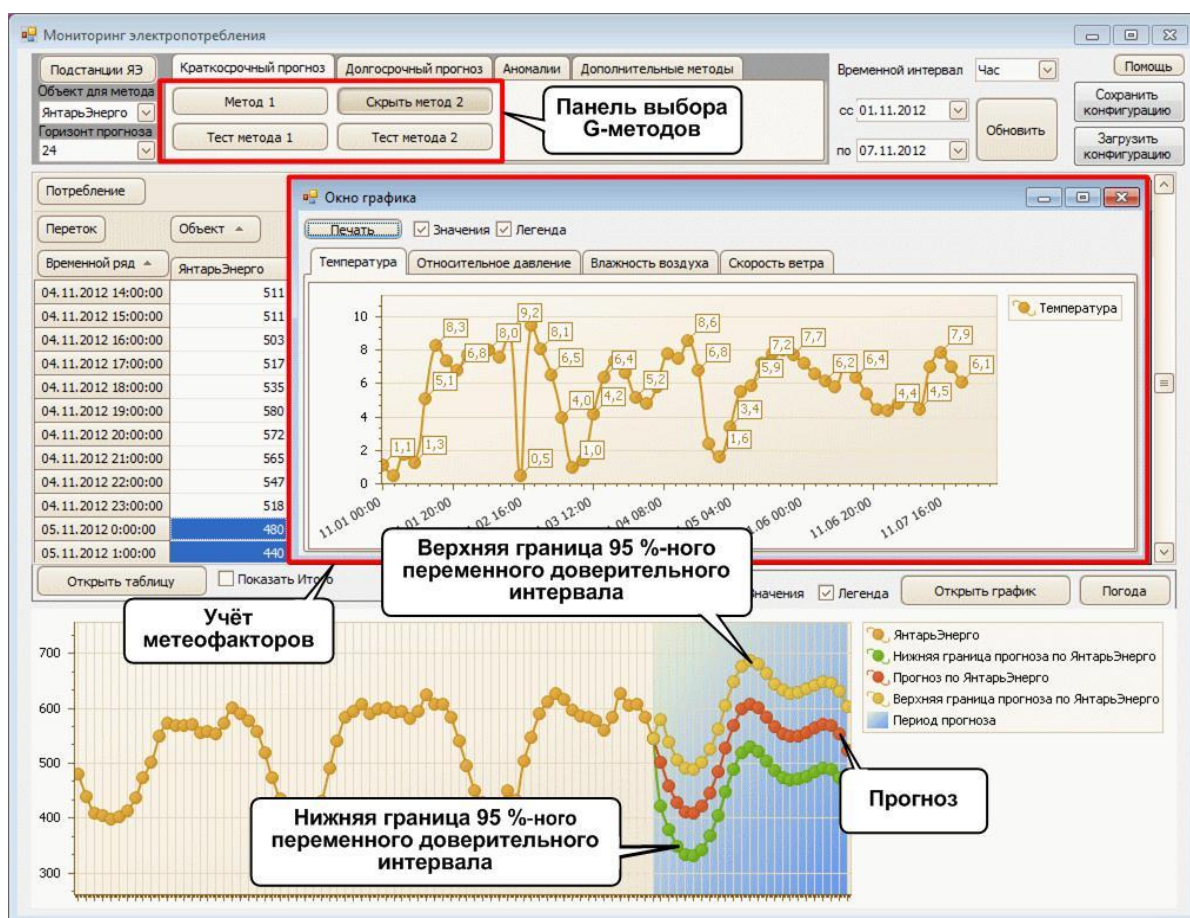 Мониторинг электропотребления
Подстанции ЯЭ
Краткосрочный прогноз
Долгосрочный прогноз
Аномалии
Дополнительные методы
Временной интервал
Час
Помощь
Объект для метода
ЯнтарьЭнерго
Горизонт прогноза
24
Метод 1
Скрыть метод 2
Тест метода 1
Тест метода 2
Панель выбора
G-методов
сс 01.11.2012
по 07.11.2012
Обновить
Сохранить
конфигурацию
Загрузить
конфигурацию
Потребление
Переток
Объект
Временной ряд
ЯнтарьЭнерго
04.11.2012 14:00:00 511
04.11.2012 15:00:00 511
04.11.2012 16:00:00 503
04.11.2012 17:00:00 517
04.11.2012 18:00:00 535
04.11.2012 19:00:00 580
04.11.2012 20:00:00 572
04.11.2012 21:00:00 565
04.11.2012 22:00:00 547
04.11.2012 23:00:00 518
05.11.2012 0:00:00 480
05.11.2012 1:00:00 440
Окно графика
Печать
Значения
Легенда
Температура
Относительное давление
Влажность воздуха
Скорость ветра
10
8
6
4
2
0
1,1
1,3
5,1
8,3
6,8
8,0
9,2
0,5
8,1
6,5
4,0
1,0
4,2
6,4
5,2
8,6
6,8
1,6
3,4
5,9
7,2
7,7
6,2
6,4
4,4
4,5
7,9
6,1
Температура
11.01 00:00
11.01 20:00
11.02 16:00
11.03 12:00
11.04 08:00
11.05 04:00
11.06 00:00
11.06 20:00
11.07 16:00
Верхняя граница 95 %-ного
переменного доверительного
интервала
Открыть таблицу
Показать Итого
Учёт
метеофакторов
Значения
Легенда
Открыть график
Погода
700
600
500
400
300
ЯнтарьЭнерго
Нижняя граница прогноза по ЯнтарьЭнерго
Прогноз по ЯнтарьЭнерго
Верхняя граница прогноза по ЯнтарьЭнерго
Период прогноза
Прогноз
Нижняя граница 95 %-ного
переменного доверительного
интервала